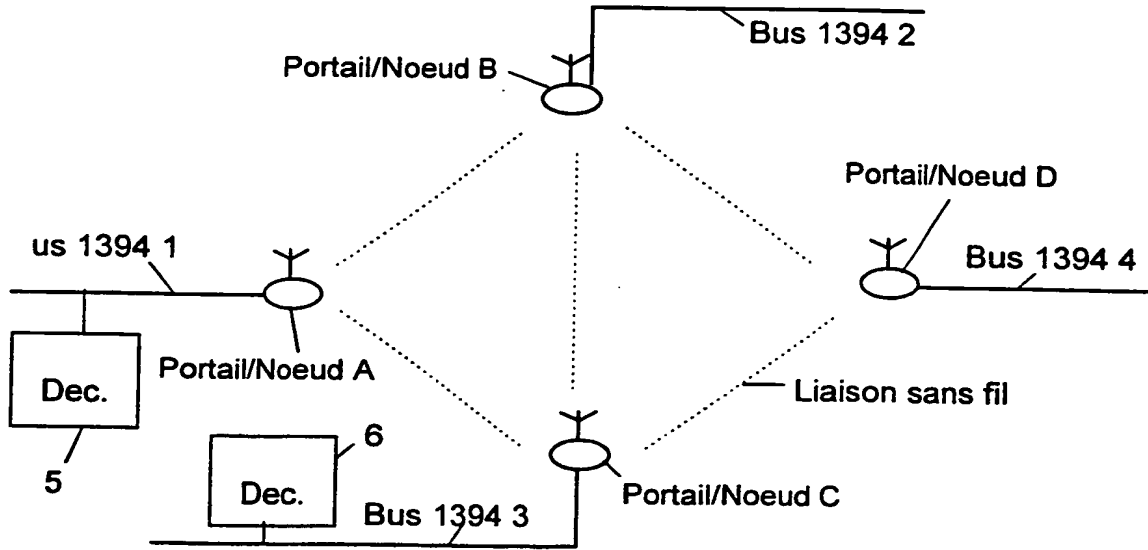 Bus 1394 2
Portail/Noeud B
Portail/Noeud D
us 1394 1
Bus 1394 4
Portail/Noeud A
Dec.
Liaison sans fil
6
5
Dec.
Portail/Noeud C
Bus 1394 3